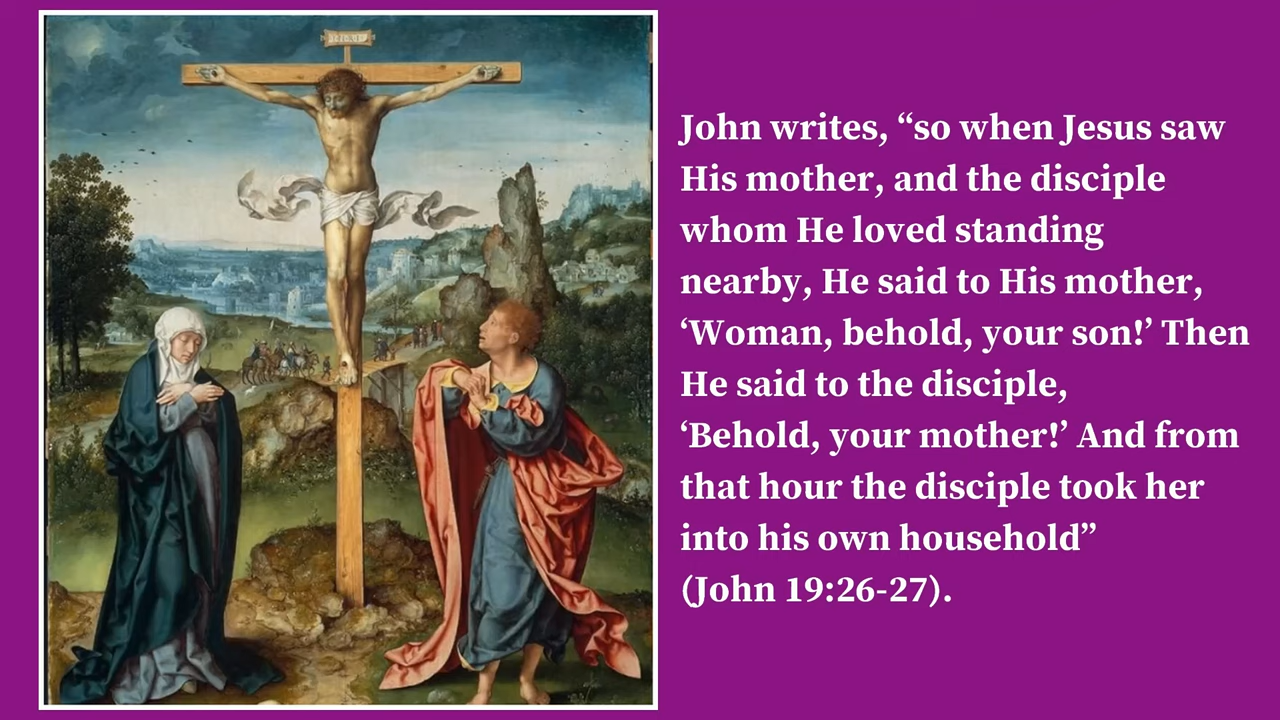 John writes, “so when Jesus saw
His mother, and the disciple
whom He loved standing
nearby, He said to His mother,
‘Woman, behold, your son!’ Then
He said to the disciple,
‘Behold, your mother!’ And from
that hour the disciple took her
into his own household”
(John 19:26-27).